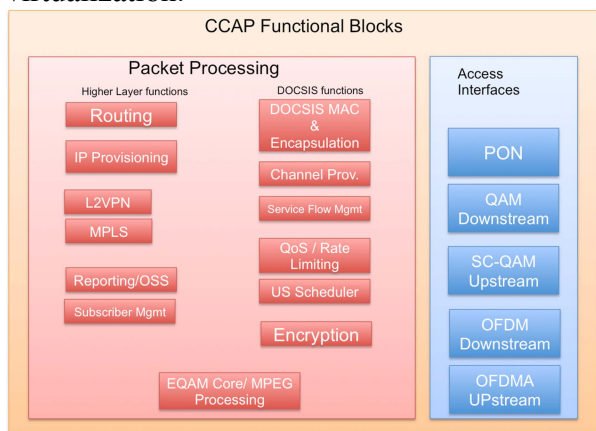 virtualization.
CCAP Functional Blocks
Packet Processing
Higher Layer functions
Routing
IP Provisioning
L2VPN
MPLS
Reporting/OSS
Subscriber Mgmt
DOCSIS functions
DOCSIS MAC
&
Encapsulation
Channel Prov.
Service Flow Mgmt
QoS / Rate
Limiting
US Scheduler
Encryption
EQAM Core/ MPEG
Processing
Access
Interfaces
PON
QAM
Downstream
SC-QAM
Upstream
OFDM
Downstream
OFDMA
UPstream